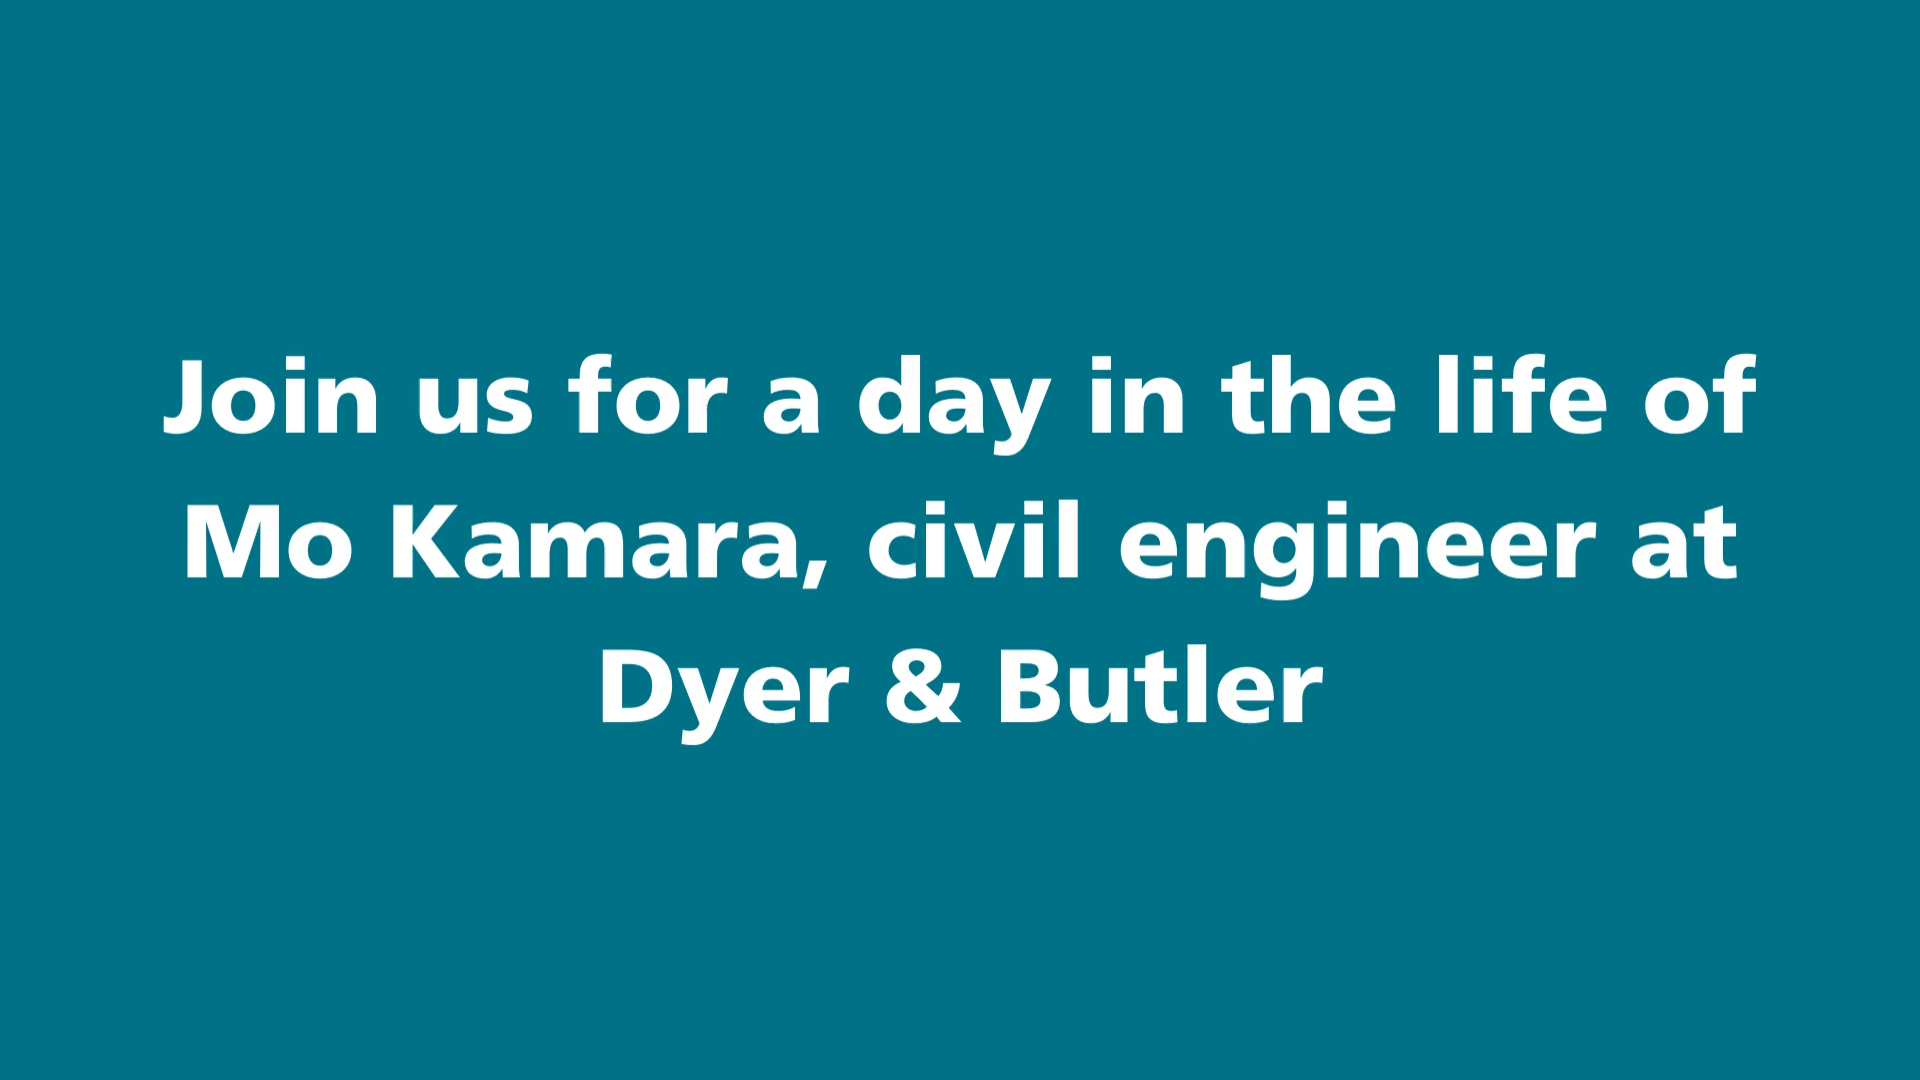 Join us for a day in the life of
Mo Kamara, civil engineer at
Dyer & Butler